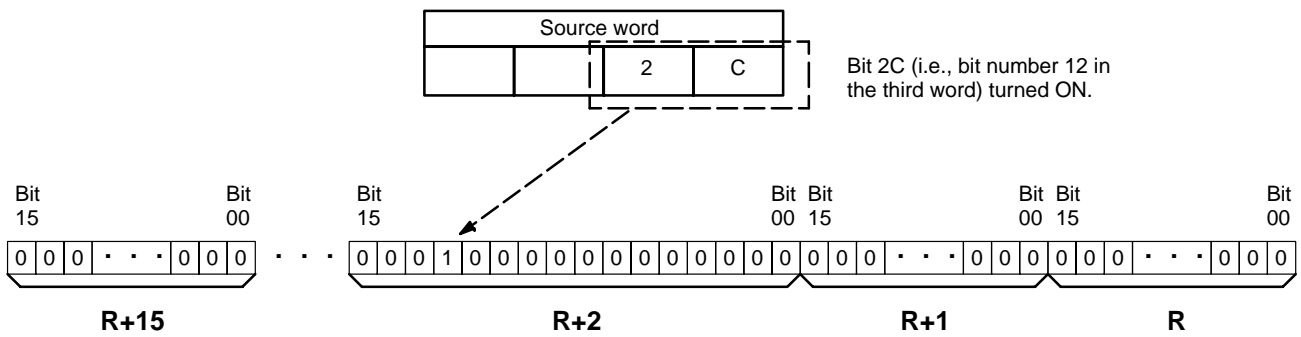 Source word
2 C
Bit 2C (i.e., bit number 12 in
the third word) turned ON.
Bit Bit Bit Bit Bit Bit Bit Bit
15 00 15 00 15 00 15 00
0 0 0 · · · 0 0 0 · · · 0 0 0 1 0 0 0 0 0 0 0 0 0 0 0 0 0 0 0 · · · 0 0 0 0 0 0 · · · 0 0 0
R+15 R+2 R+1 R